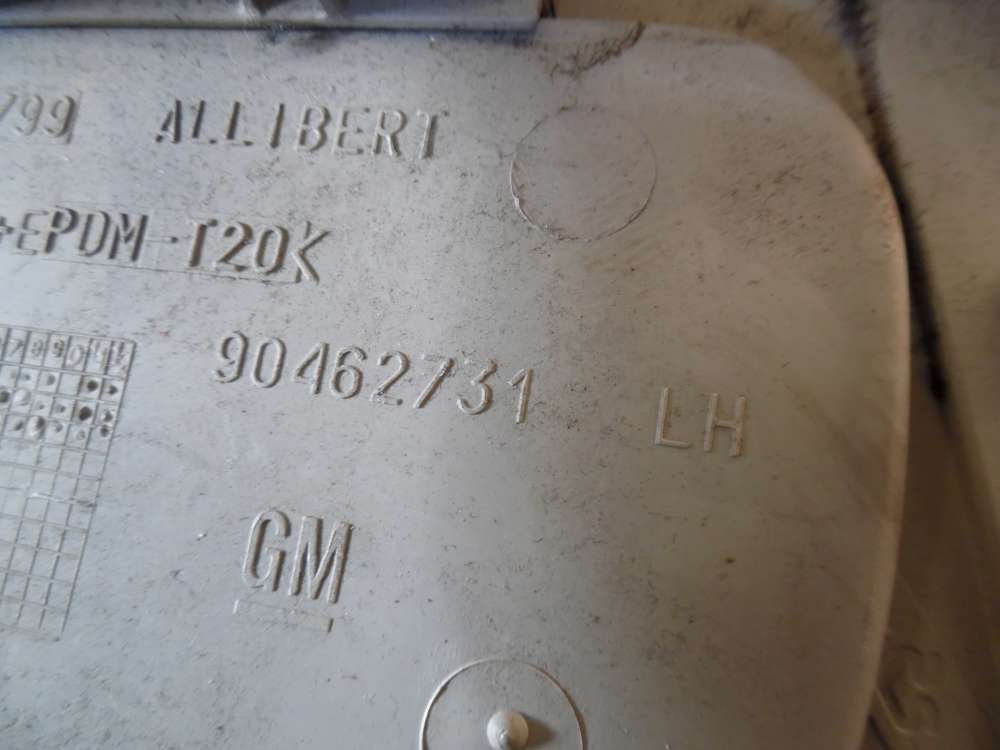 799 ALLIBERT
+EPDM-T20<
90462731 LH
GM